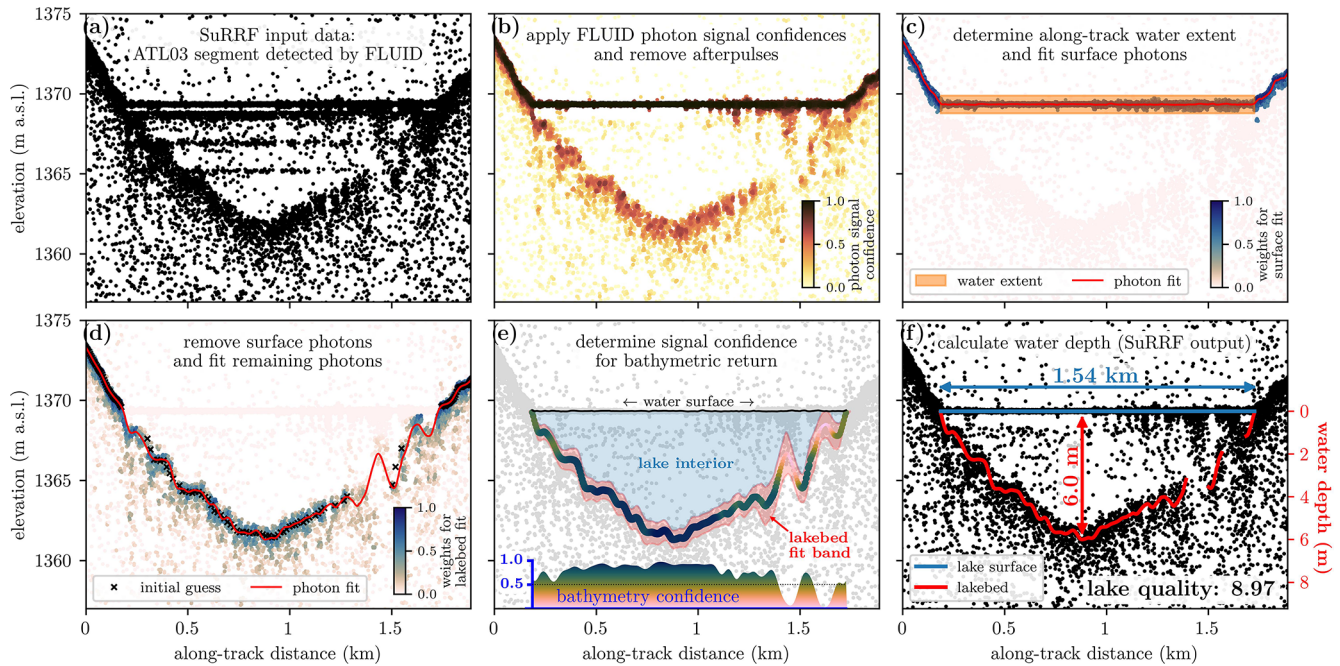 (a)
SuRRF input data:
ATL03 segment detected by FLUID
1375
1370
1365
1360
elevation (m a.s.l.)
(b)
apply FLUID photon signal confidences
and remove afterpulses
1.0
0.5
0.0
photon signal
confidence
(c)
determine along-track water extent
and fit surface photons
1.0
0.5
0.0
weights for
surface fit
water extent
photon fit
(d)
remove surface photons
and fit remaining photons
1375
1370
1365
1360
elevation (m a.s.l.)
1.0
0.5
0.0
weights for
lakebed fit
initial guess
photon fit
0
0.5
1
1.5
along-track distance (km)
(e)
determine signal confidence
for bathymetric return
← water surface →
lake interior
lakebed
fit band
1.0
0.5
bathymetry confidence
0
0.5
1
1.5
along-track distance (km)
(f)
calculate water depth (SuRRF output)
1.54 km
6.0 m
lake surface
lakebed
lake quality: 8.97
0
2
4
6
8
water depth (m)
0
0.5
1
1.5
along-track distance (km)